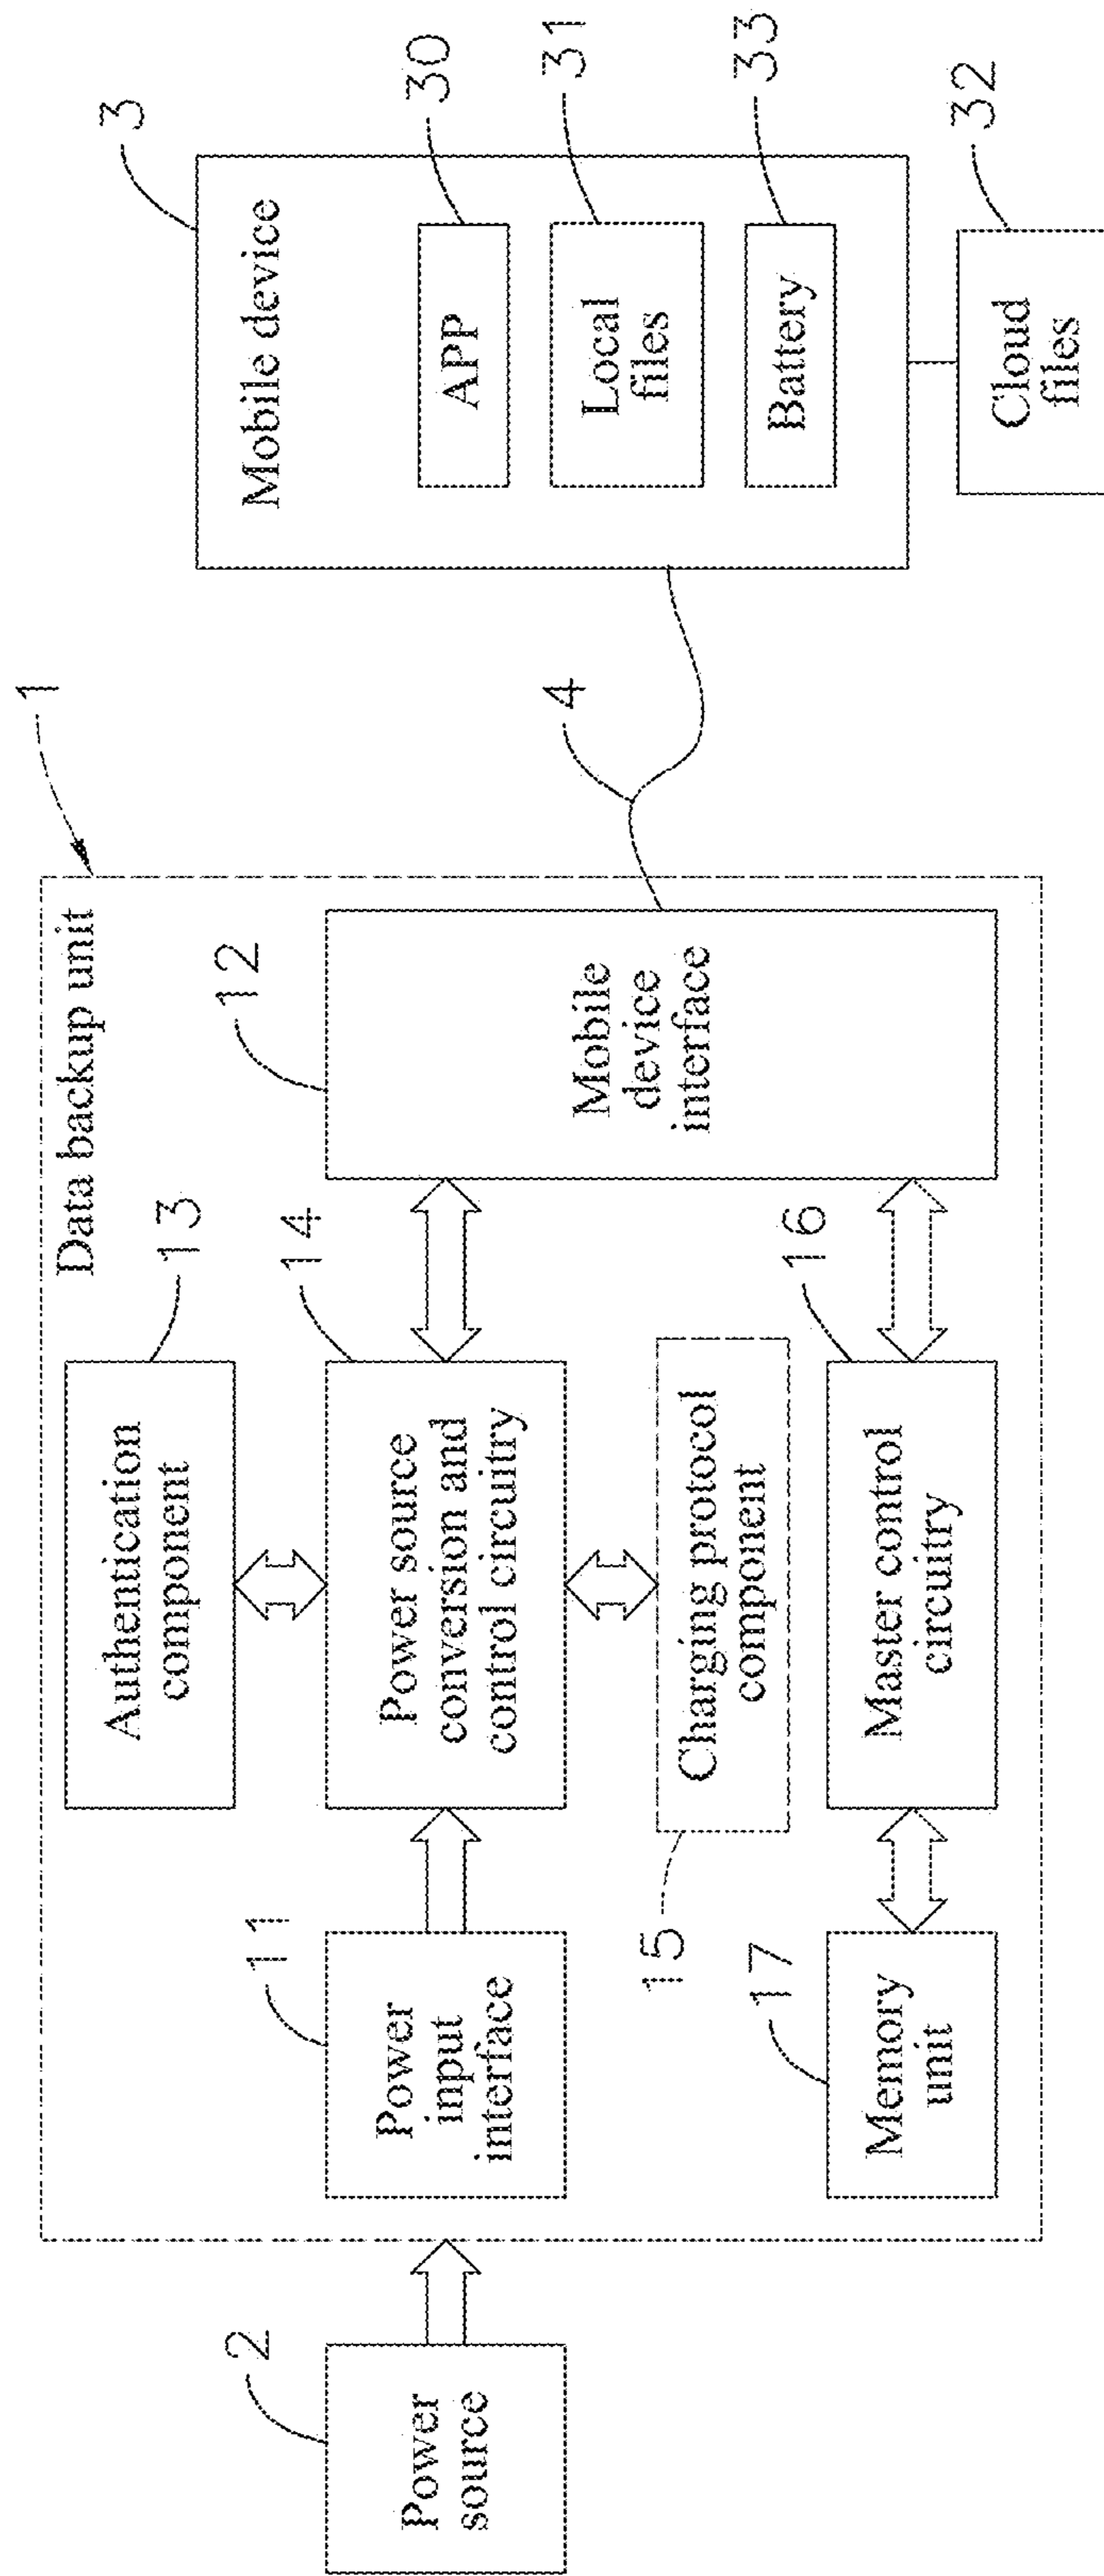 1
Data backup unit
2
Power
source
11
Power
input
interface
13
Authentication
component
14
Power source
conversion and
control circuitry
15
Charging protocol
component
17
Memory
unit
16
Master control
circuitry
12
Mobile
device
interface
4
3
Mobile device
30
APP
31
Local
files
33
Battery
32
Cloud
files